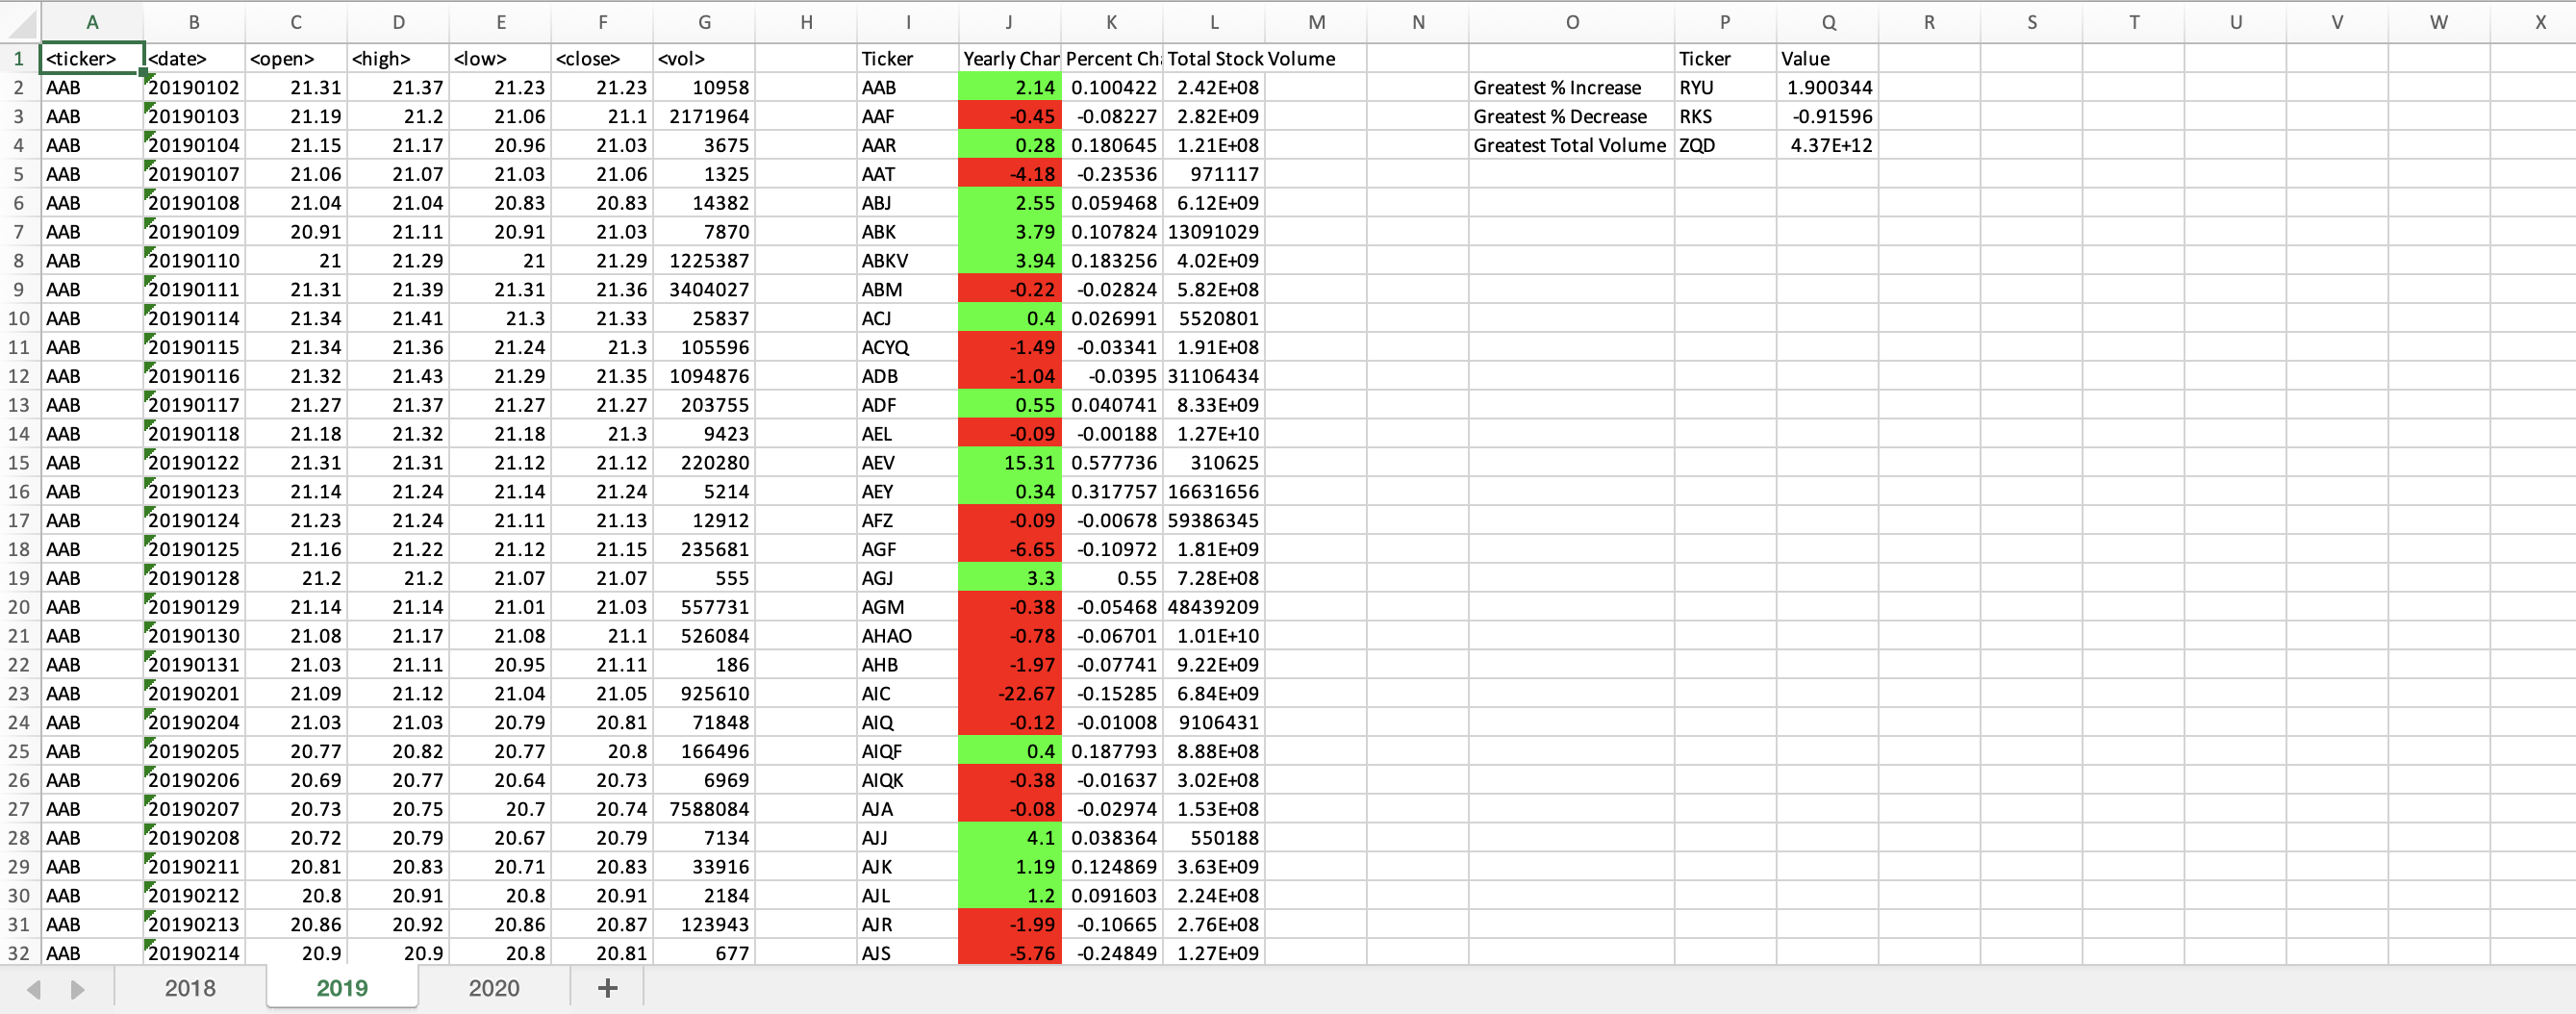 A B C D E F G H I J K L M N O P Q R S T U V W X
1 <ticker> <date> <open> <high> <low> <close> <vol> Ticker Yearly Char Percent Ch Total Stock Volume Ticker Value
2 AAB 20190102 21.31 21.37 21.23 21.23 10958 AAB 2.14 0.100422 2.42E+08 Greatest % Increase RYU 1.900344
3 AAB 20190103 21.19 21.2 21.06 21.1 2171964 AAF -0.45 -0.08227 2.82E+09 Greatest % Decrease RKS -0.91596
4 AAB 20190104 21.15 21.17 20.96 21.03 3675 AAR 0.28 0.180645 1.21E+08 Greatest Total Volume ZQD 4.37E+12
5 AAB 20190107 21.06 21.07 21.03 21.06 1325 AAT -4.18 -0.23536 971117
6 AAB 20190108 21.04 21.04 20.83 20.83 14382 ABJ 2.55 0.059468 6.12E+09
7 AAB 20190109 20.91 21.11 20.91 21.03 7870 ABK 3.79 0.107824 13091029
8 AAB 20190110 21 21.29 21 21.29 1225387 ABKV 3.94 0.183256 4.02E+09
9 AAB 20190111 21.31 21.39 21.31 21.36 3404027 ABM -0.22 -0.02824 5.82E+08
10 AAB 20190114 21.34 21.41 21.3 21.33 25837 ACJ 0.4 0.026991 5520801
11 AAB 20190115 21.34 21.36 21.24 21.3 105596 ACYQ -1.49 -0.03341 1.91E+08
12 AAB 20190116 21.32 21.43 21.29 21.35 1094876 ADB -1.04 -0.0395 31106434
13 AAB 20190117 21.27 21.37 21.27 21.27 203755 ADF 0.55 0.040741 8.33E+09
14 AAB 20190118 21.18 21.32 21.18 21.3 9423 AEL -0.09 -0.00188 1.27E+10
15 AAB 20190122 21.31 21.31 21.12 21.12 220280 AEV 15.31 0.577736 310625
16 AAB 20190123 21.14 21.24 21.14 21.24 5214 AEY 0.34 0.317757 16631656
17 AAB 20190124 21.23 21.24 21.11 21.13 12912 AFZ -0.09 -0.00678 59386345
18 AAB 20190125 21.16 21.22 21.12 21.15 235681 AGF -6.65 -0.10972 1.81E+09
19 AAB 20190128 21.2 21.2 21.07 21.07 555 AGJ 3.3 0.55 7.28E+08
20 AAB 20190129 21.14 21.14 21.01 21.03 557731 AGM -0.38 -0.05468 48439209
21 AAB 20190130 21.08 21.17 21.08 21.1 526084 AHAO -0.78 -0.06701 1.01E+10
22 AAB 20190131 21.03 21.11 20.95 21.11 186 AHB -1.97 -0.07741 9.22E+09
23 AAB 20190201 21.09 21.12 21.04 21.05 925610 AIC -22.67 -0.15285 6.84E+09
24 AAB 20190204 21.03 21.03 20.79 20.81 71848 AIQ -0.12 -0.01008 9106431
25 AAB 20190205 20.77 20.82 20.77 20.8 166496 AIQF 0.4 0.187793 8.88E+08
26 AAB 20190206 20.69 20.77 20.64 20.73 6969 AIQK -0.38 -0.01637 3.02E+08
27 AAB 20190207 20.73 20.75 20.7 20.74 7588084 AJA -0.08 -0.02974 1.53E+08
28 AAB 20190208 20.72 20.79 20.67 20.79 7134 AJJ 4.1 0.038364 550188
29 AAB 20190211 20.81 20.83 20.71 20.83 33916 AJK 1.19 0.124869 3.63E+09
30 AAB 20190212 20.8 20.91 20.8 20.91 2184 AJL 1.2 0.091603 2.24E+08
31 AAB 20190213 20.86 20.92 20.86 20.87 123943 AJR -1.99 -0.10665 2.76E+08
32 AAB 20190214 20.9 20.9 20.8 20.81 677 AJS -5.76 -0.24849 1.27E+09
2018 2019 2020 +